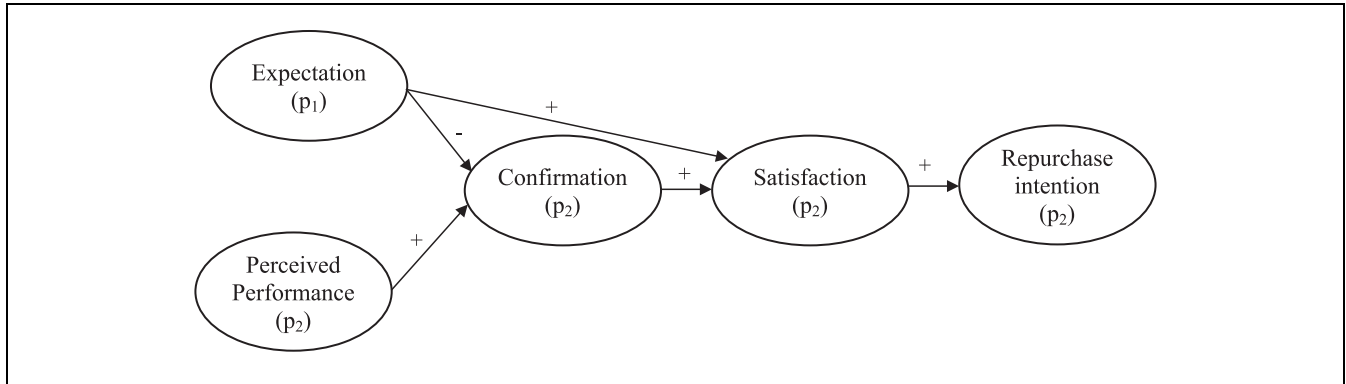 Expectation
(p₁)
+
-
Confirmation
(p₂)
+
Satisfaction
(p₂)
+
Repurchase
intention
(p₂)
+
Perceived
Performance
(p₂)